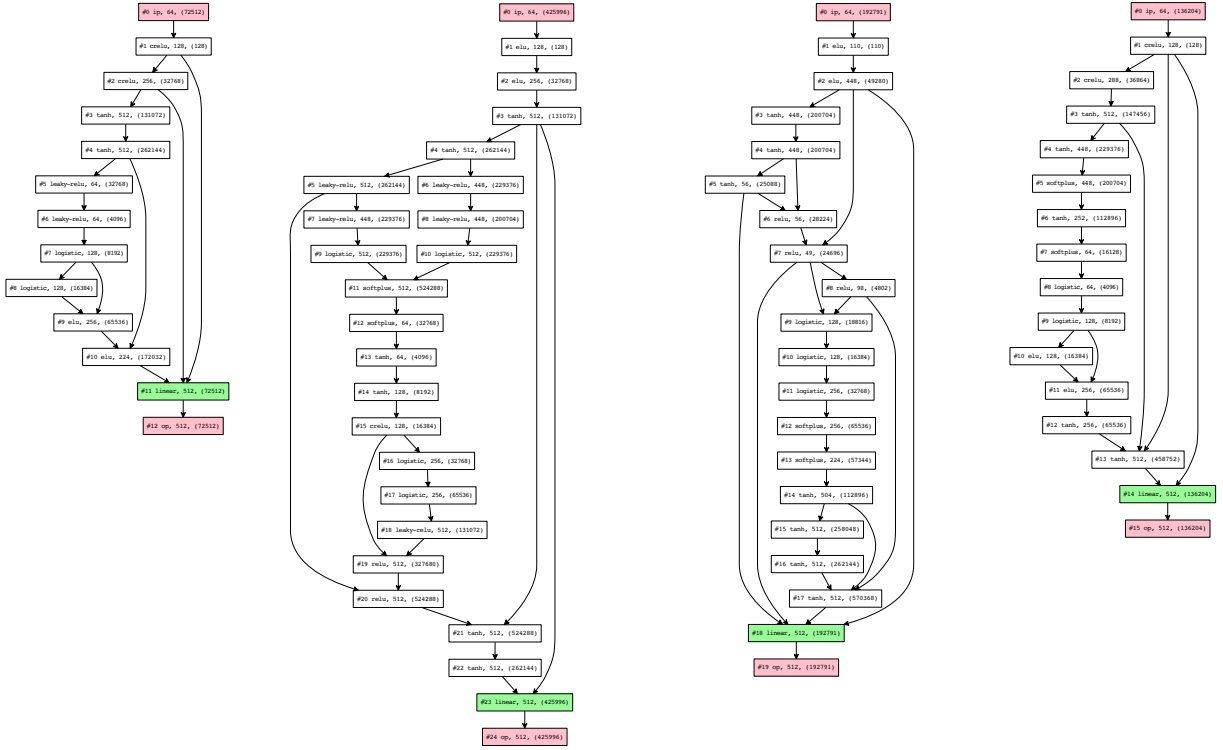 #0 ip, 64, (72512)
#1 crelu, 128, (128)
#2 crelu, 256, (32768)
#3 tanh, 512, (131072)
#4 tanh, 512, (262144)
#5 leaky-relu, 64, (32768)
#6 leaky-relu, 64, (4096)
#7 logistic, 128, (8192)
#8 logistic, 128, (16384)
#9 elu, 256, (65536)
#10 elu, 224, (172032)
#11 linear, 512, (72512)
#12 op, 512, (72512)
#0 ip, 64, (425996)
#1 elu, 128, (128)
#2 elu, 256, (32768)
#3 tanh, 512, (131072)
#4 tanh, 512, (262144)
#5 leaky-relu, 512, (262144)
#6 leaky-relu, 448, (229376)
#7 leaky-relu, 448, (229376)
#8 leaky-relu, 448, (200704)
#9 logistic, 512, (229376)
#10 logistic, 512, (229376)
#11 softplus, 512, (524288)
#12 softplus, 64, (32768)
#13 tanh, 64, (4096)
#14 tanh, 128, (8192)
#15 crelu, 128, (16384)
#16 logistic, 256, (32768)
#17 logistic, 256, (65536)
#18 leaky-relu, 512, (131072)
#19 relu, 512, (327680)
#20 relu, 512, (524288)
#21 tanh, 512, (524288)
#22 tanh, 512, (262144)
#23 linear, 512, (425996)
#24 op, 512, (425996)
#0 ip, 64, (192791)
#1 elu, 110, (110)
#2 elu, 448, (49280)
#3 tanh, 448, (200704)
#4 tanh, 448, (200704)
#5 tanh, 56, (25088)
#6 relu, 56, (28224)
#7 relu, 49, (24696)
#8 relu, 98, (4802)
#9 logistic, 128, (18816)
#10 logistic, 128, (16384)
#11 logistic, 256, (32768)
#12 softplus, 256, (65536)
#13 softplus, 224, (57344)
#14 tanh, 504, (112896)
#15 tanh, 512, (258048)
#16 tanh, 512, (262144)
#17 tanh, 512, (570368)
#18 linear, 512, (192791)
#19 op, 512, (192791)
#0 ip, 64, (136204)
#1 crelu, 128, (128)
#2 crelu, 288, (36864)
#3 tanh, 512, (147456)
#4 tanh, 448, (229376)
#5 softplus, 448, (200704)
#6 tanh, 252, (112896)
#7 softplus, 64, (16128)
#8 logistic, 64, (4096)
#9 logistic, 128, (8192)
#10 elu, 128, (16384)
#11 elu, 256, (65536)
#12 tanh, 256, (65536)
#13 tanh, 512, (458752)
#14 linear, 512, (136204)
#15 op, 512, (136204)